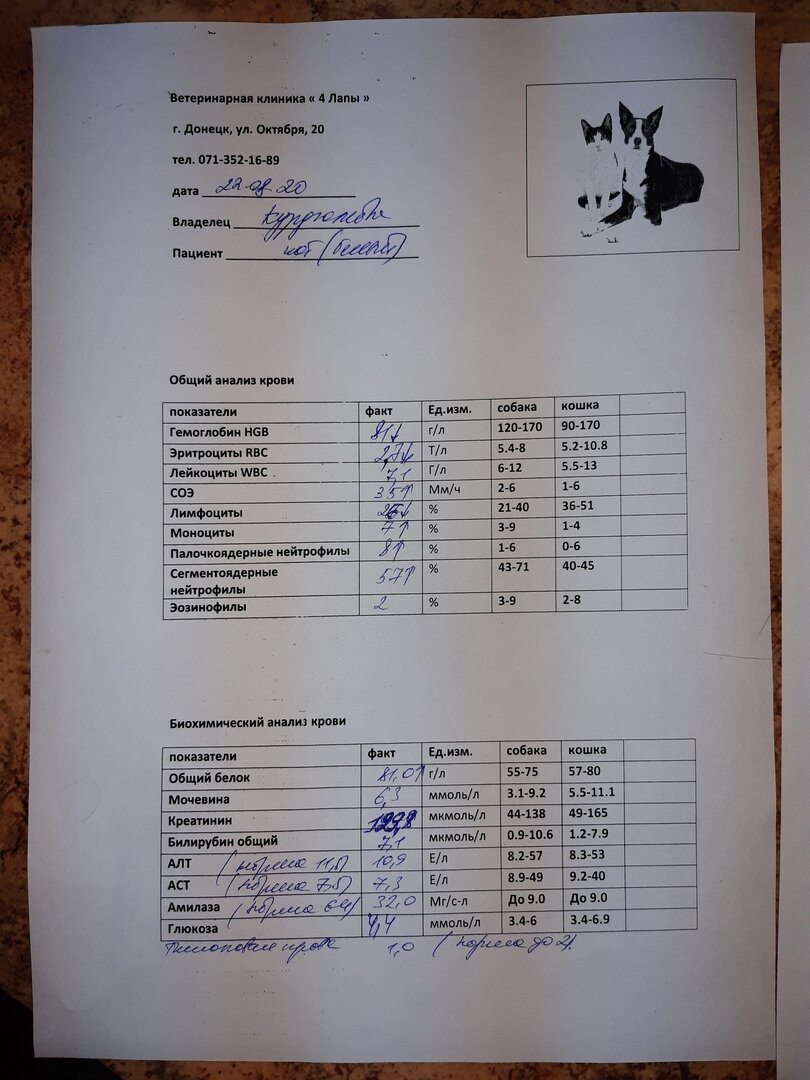 Ветеринарная клиника « 4 Лапы »
г. Донецк, ул. Октября, 20
тел. 071-352-16-89
дата 22.08.20
Владелец
Пациент кот (белый)
Общий анализ крови
показатели факт Ед.изм. собака кошка
Гемоглобин HGB 81↓ г/л 120-170 90-170
Эритроциты RBC 2,7↓ Т/л 5.4-8 5.2-10.8
Лейкоциты WBC . 7,1 Г/л 6-12 5.5-13
СОЭ 35↑ Мм/ч 2-6 1-6
Лимфоциты % 21-40 36-51
Моноциты 7↑ % 3-9 1-4
Палочкоядерные нейтрофилы 8↑ % 1-6 0-6
Сегментоядерные 57↑ % 43-71 40-45
нейтрофилы
Эозинофилы 2 % 3-9 2-8
Биохимический анализ крови
показатели факт Ед.изм. собака кошка
Общий белок 81,0↑ г/л 55-75 57-80
Мочевина 6,3 ммоль/л 3.1-9.2 5.5-11.1
Креатинин мкмоль/л 44-138 49-165
Билирубин общий 7,1 мкмоль/л 0.9-10.6 1.2-7.9
АЛТ (норма 10,9 Е/л 8.2-57 8.3-53
АСТ (норма 7,3 Е/л 8.9-49 9.2-40
Амилаза (норма 32,0 Мг/с-л До 9.0 До 9.0
Глюкоза 4,4 ммоль/л 3.4-6 3.4-6.9
1,0 (норма до 2).